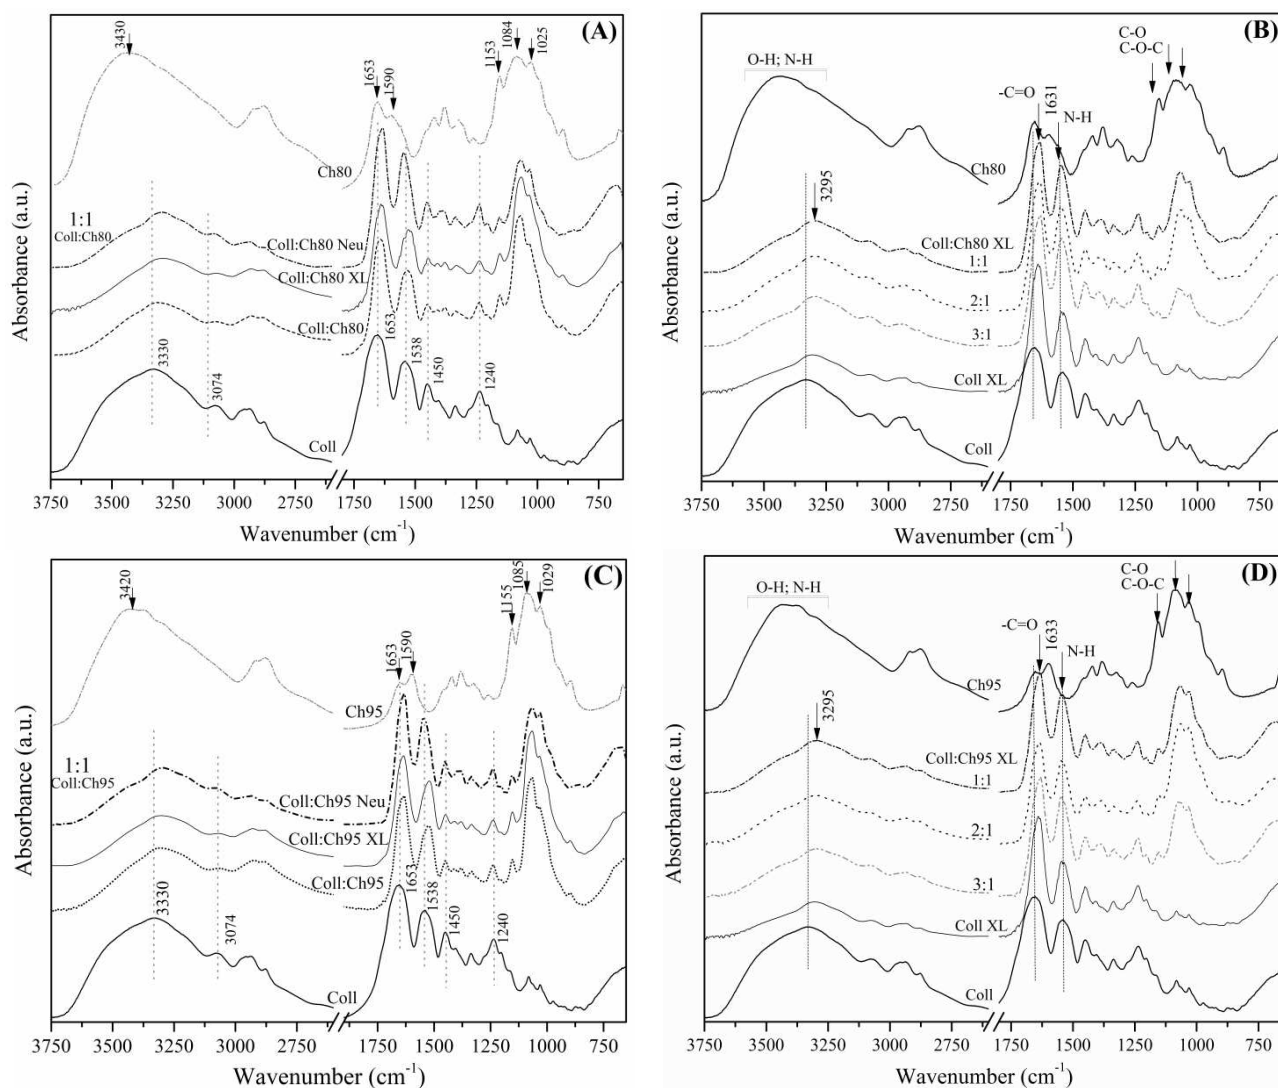 (A)
3430
1653
1590
1153
1084
1025
Ch80
1:1
Coll:Ch80
Coll:Ch80 Neu
Coll:Ch80 XL
Coll:Ch80
3330
3074
1653
1538
1450
1240
Coll
Absorbance (a.u.)
3750 3500 3250 3000 2750 1750 1500 1250 1000
Wavenumber (cm-1)
(B)
O-H; N-H
-C=O
1631
N-H
C-O
C-O-C
Ch80
3295
Coll:Ch80 XL
1:1
2:1
3:1
Coll XL
Coll
Absorbance (a.u.)
3750 3500 3250 3000 2750 1750 1500 1250 1000 750
Wavenumber (cm-1)
(C)
3420
1653
1590
1155
1085
1029
Ch95
1:1
Coll:Ch95
Coll:Ch95 Neu
Coll:Ch95 XL
Coll:Ch95
3330
3074
1653
1538
1450
1240
Coll
Absorbance (a.u.)
3750 3500 3250 3000 2750 1750 1500 1250 1000
Wavenumber (cm-1)
(D)
O-H; N-H
-C=O
1633
N-H
C-O
C-O-C
Ch95
3295
Coll:Ch95 XL
1:1
2:1
3:1
Coll XL
Coll
Absorbance (a.u.)
3750 3500 3250 3000 2750 1750 1500 1250 1000 750
Wavenumber (cm-1)